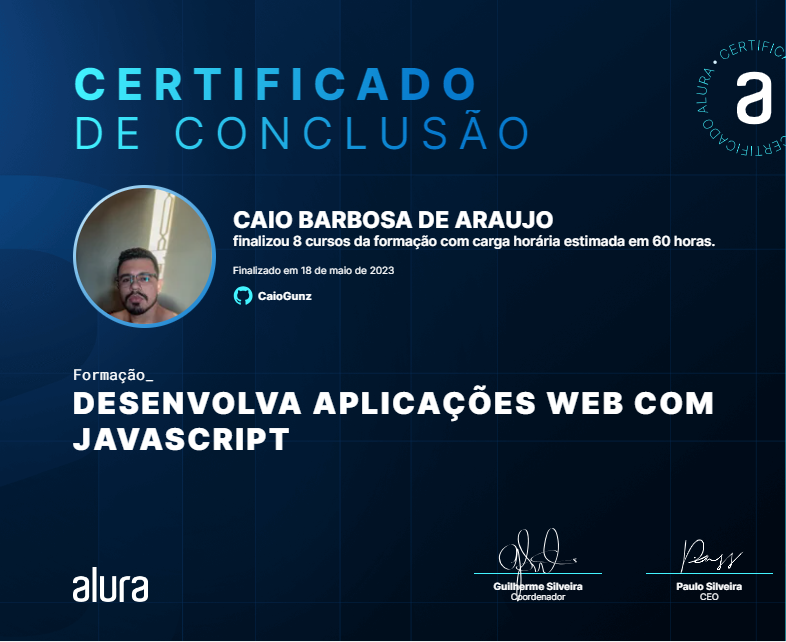 CERTIFICADO
DE CONCLUSÃO
CERTIFICADO ALURA • CERTIFIC
a
CAIO BARBOSA DE ARAUJO
finalizou 8 cursos da formação com carga horária estimada em 60 horas.
Finalizado em 18 de maio de 2023
CaioGunz
Formação_
DESENVOLVA APLICAÇÕES WEB COM
JAVASCRIPT
alura
Guilherme Silveira
Coordenador
Paulo Silveira
CEO